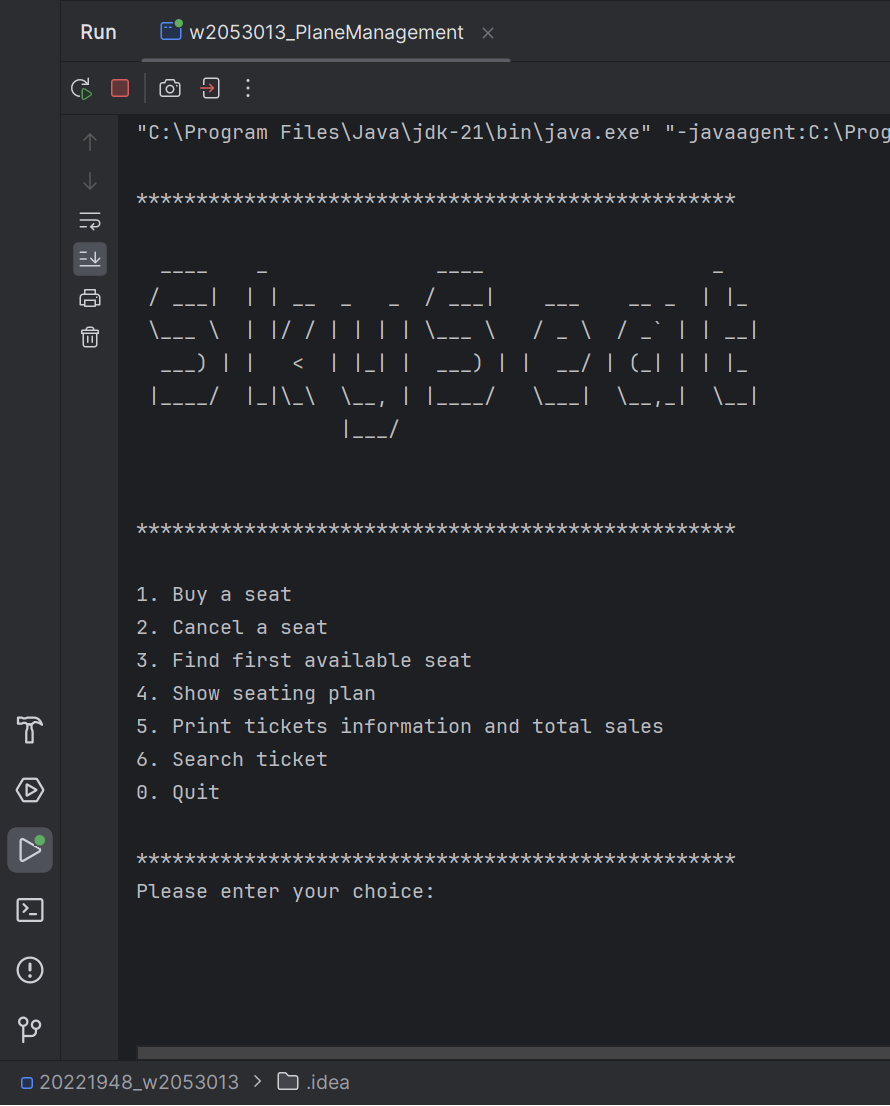 Run w2053013_PlaneManagement
"C:\Program Files\Java\jdk-21\bin\java.exe" "-javaagent:C:\Prog
**************************************************
  ____    _              ____                   _
 / ___|  | | __  _   _  / ___|    ___    __ _  | |_
 \___ \  | |/ / | | | | \___ \   / _ \  / _` | | __|
  ___) | |   <  | |_| |  ___) | |  __/ | (_| | | |_
 |____/  |_|\_\  \__, | |____/   \___|  \__,_|  \__|
                 |___/
**************************************************
1. Buy a seat
2. Cancel a seat
3. Find first available seat
4. Show seating plan
5. Print tickets information and total sales
6. Search ticket
0. Quit
**************************************************
Please enter your choice:
20221948_w2053013 > .idea